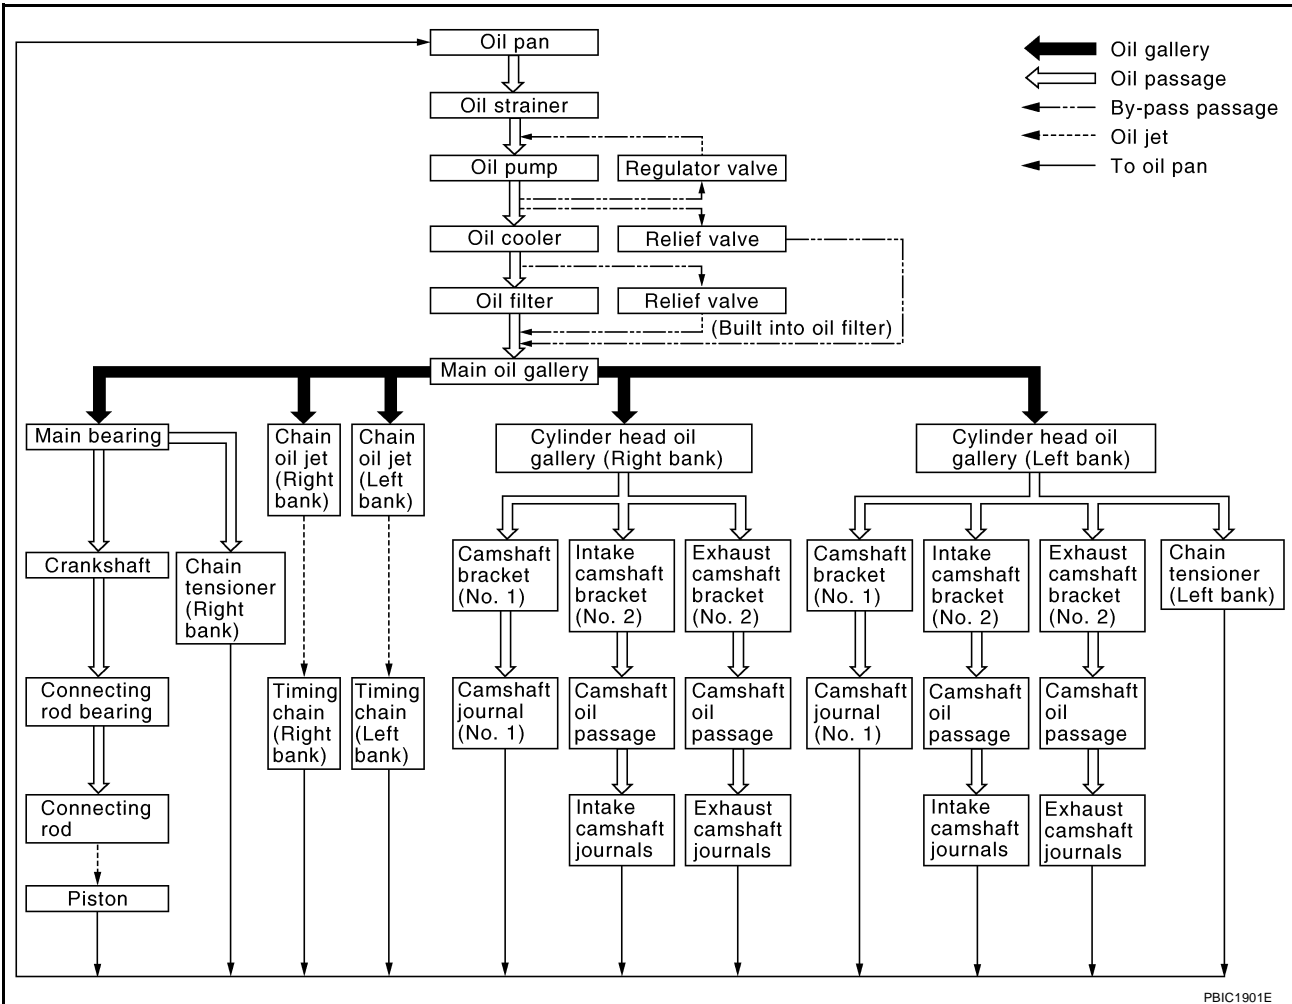 Oil pan
Oil strainer
Oil pump
Regulator valve
Oil cooler
Relief valve
Oil filter
Relief valve
(Built into oil filter)
Main oil gallery
Oil gallery
Oil passage
By-pass passage
Oil jet
To oil pan
Main bearing
Crankshaft
Connecting
rod bearing
Connecting
rod
Piston
Chain
tensioner
(Right
bank)
Chain
oil jet
(Right
bank)
Timing
chain
(Right
bank)
Chain
oil jet
(Left
bank)
Timing
chain
(Left
bank)
Cylinder head oil
gallery (Right bank)
Camshaft
bracket
(No. 1)
Camshaft
journal
(No. 1)
Intake
camshaft
bracket
(No. 2)
Camshaft
oil
passage
Intake
camshaft
journals
Exhaust
camshaft
bracket
(No. 2)
Camshaft
oil
passage
Exhaust
camshaft
journals
Cylinder head oil
gallery (Left bank)
Camshaft
bracket
(No. 1)
Camshaft
journal
(No. 1)
Intake
camshaft
bracket
(No. 2)
Camshaft
oil
passage
Intake
camshaft
journals
Exhaust
camshaft
bracket
(No. 2)
Camshaft
oil
passage
Exhaust
camshaft
journals
Chain
tensioner
(Left bank)
PBIC1901E